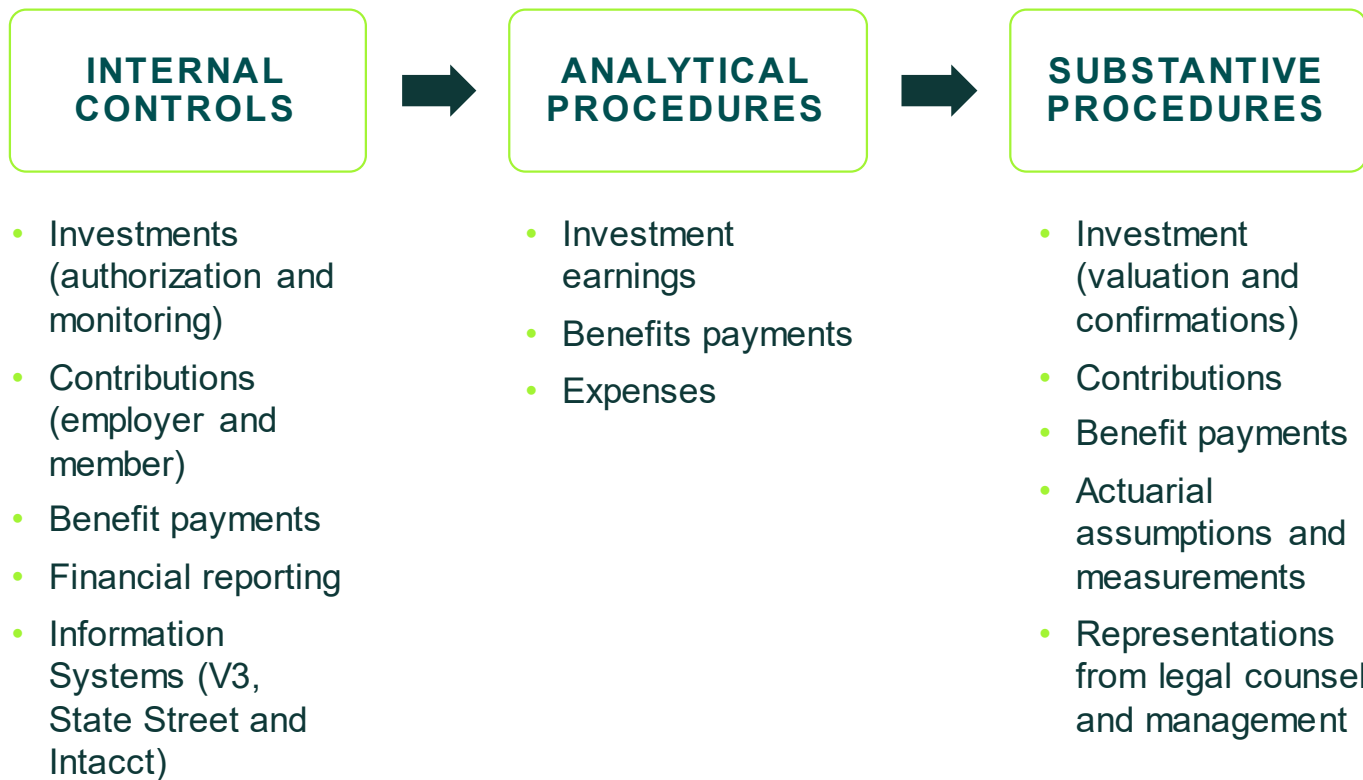 INTERNAL
CONTROLS
• Investments
(authorization and
monitoring)
• Contributions
(employer and
member)
• Benefit payments
• Financial reporting
• Information
Systems (V3,
State Street and
Intacct)
ANALYTICAL
PROCEDURES
• Investment
earnings
• Benefits payments
• Expenses
SUBSTANTIVE
PROCEDURES
• Investment
(valuation and
confirmations)
• Contributions
• Benefit payments
• Actuarial
assumptions and
measurements
• Representations
from legal counsel
and management